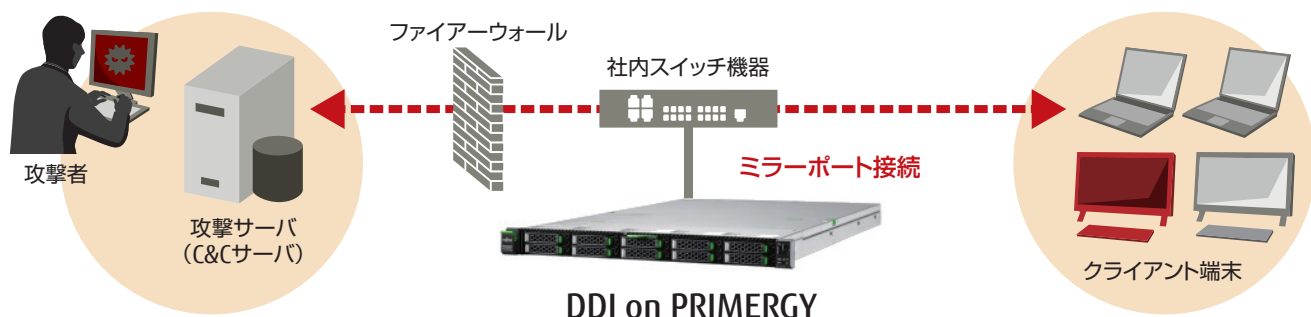 ファイアーウォール
社内スイッチ機器
攻撃者
ミラーポート接続
攻撃サーバ
(C&Cサーバ)
クライアント端末
DDI on PRIMERGY